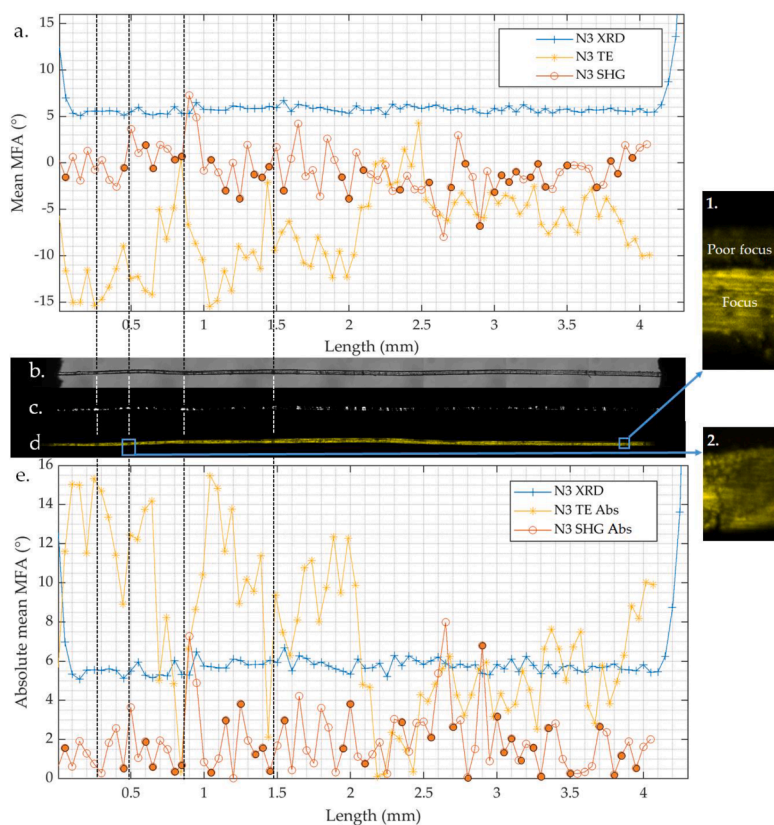 a.
N3 XRD
N3 TE
N3 SHG
15
10
5
0
-5
-10
-15
Mean MFA (°)
0.5 1 1.5 2 2.5 3 3.5 4
Length (mm)
1.
Poor focus
Focus
b.
c.
d
2.
e.
N3 XRD
N3 TE Abs
N3 SHG Abs
16
14
12
10
8
6
4
2
0
Absolute mean MFA (°)
0.5 1 1.5 2 2.5 3 3.5 4
Length (mm)